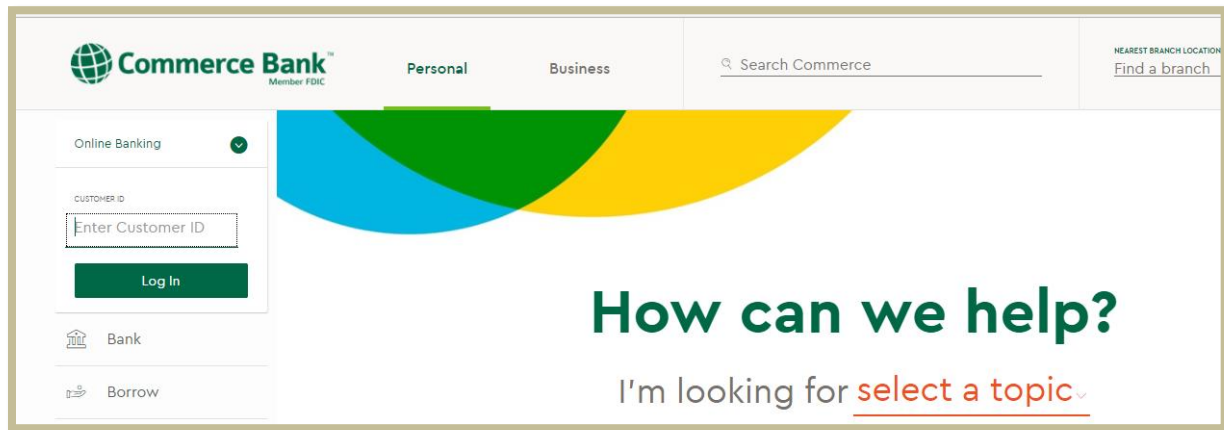 Commerce Bank™
Member FDIC
Personal
Business
Search Commerce
NEAREST BRANCH LOCATION
Find a branch
Online Banking
CUSTOMER ID
Enter Customer ID
Log In
Bank
Borrow
How can we help?
I'm looking for select a topic